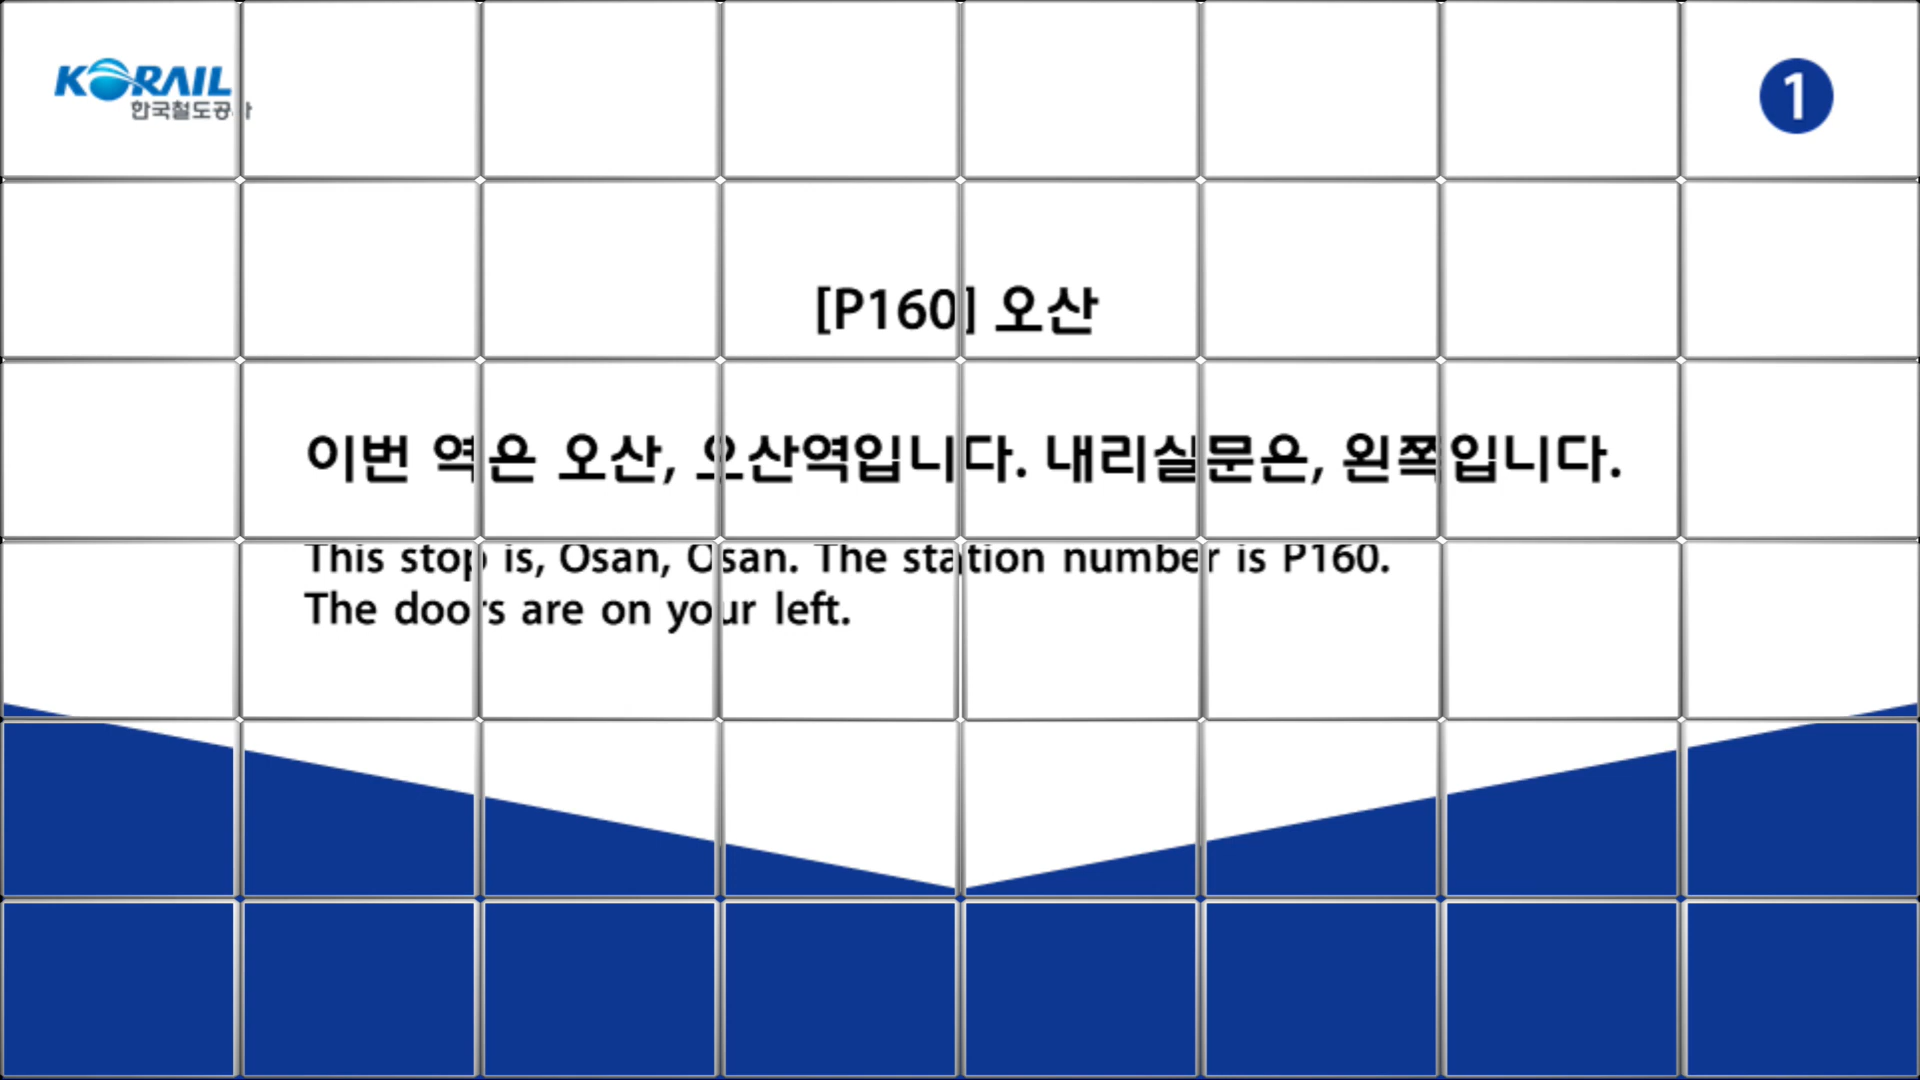 KORAIL
한국철도공사
1
[P160] 오산
이번 역은 오산, 오산역입니다. 내리실문은, 왼쪽입니다.
This stop is, Osan, Osan. The station number is P160.
The doors are on your left.